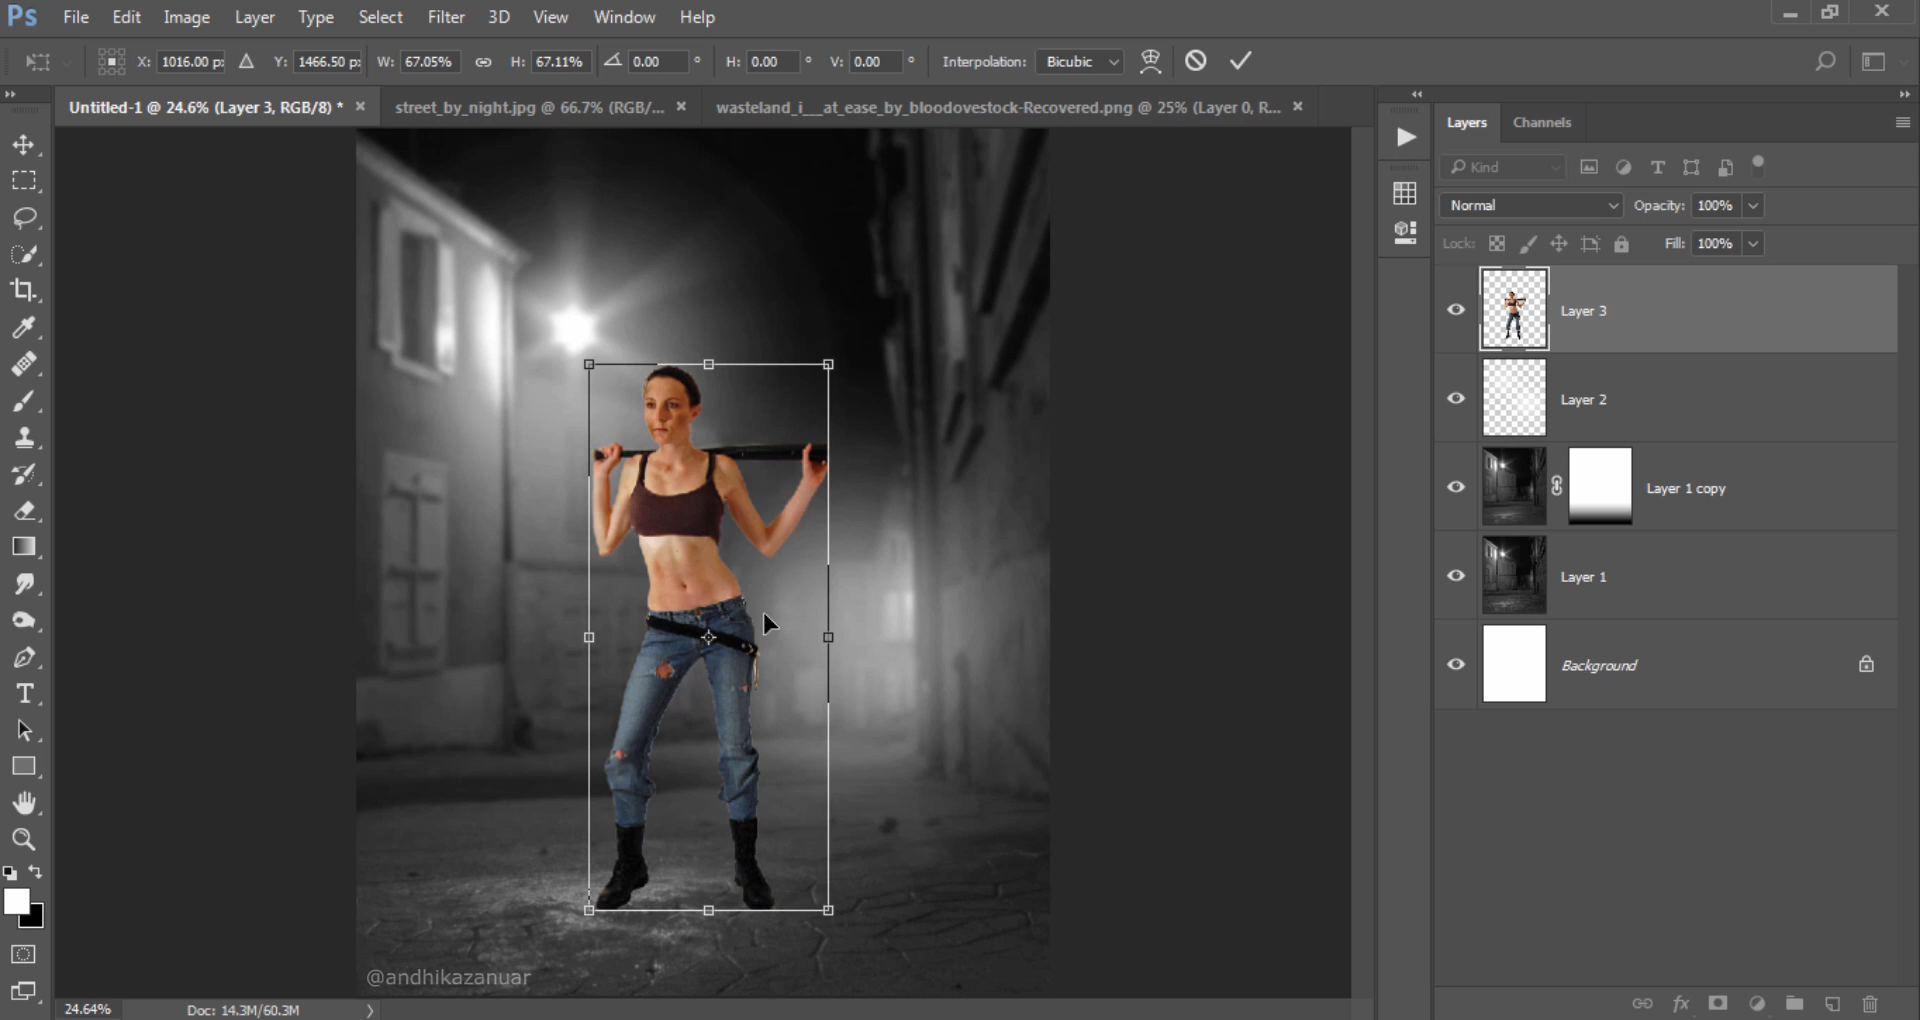 Ps File Edit Image Layer Type Select Filter 3D View Window Help
X: 1016.00 p Y: 1466.50 p W: 67.05% H: 67.11% 0.00 ° H: 0.00 ° V: 0.00 ° Interpolation: Bicubic
Untitled-1 @ 24.6% (Layer 3, RGB/8) * × street_by_night.jpg @ 66.7% (RGB/... × wasteland_i___at_ease_by_bloodovestock-Recovered.png @ 25% (Layer 0, R... ×
Layers Channels
Kind
Normal Opacity: 100%
Lock: Fill: 100%
Layer 3
Layer 2
Layer 1 copy
Layer 1
Background
@andhikazanuar
24.64% Doc: 14.3M/60.3M